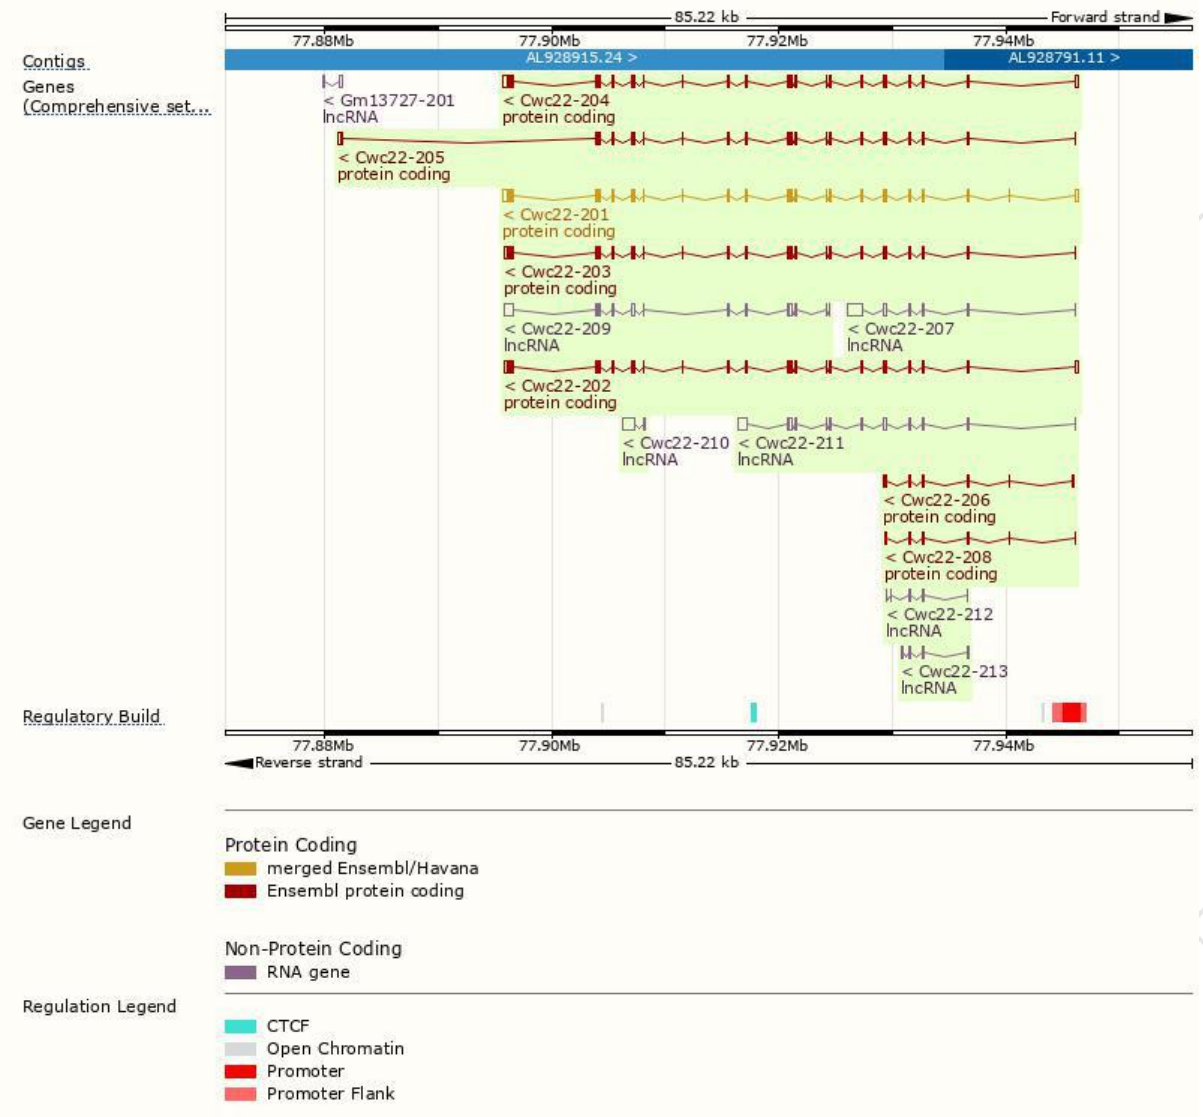 85.22 kb Forward strand
77.88Mb 77.90Mb 77.92Mb 77.94Mb
Contigs AL928915.24 > AL928791.11 >
Genes
(Comprehensive set...
< Gm13727-201 < Cwc22-204
lncRNA protein coding
< Cwc22-205
protein coding
< Cwc22-201
protein coding
< Cwc22-203
protein coding
< Cwc22-209 < Cwc22-207
lncRNA lncRNA
< Cwc22-202
protein coding
< Cwc22-210 < Cwc22-211
lncRNA lncRNA
< Cwc22-206
protein coding
< Cwc22-208
protein coding
< Cwc22-212
lncRNA
< Cwc22-213
lncRNA
Regulatory Build
77.88Mb 77.90Mb 77.92Mb 77.94Mb
Reverse strand 85.22 kb
Gene Legend
Protein Coding
merged Ensembl/Havana
Ensembl protein coding
Non-Protein Coding
RNA gene
Regulation Legend
CTCF
Open Chromatin
Promoter
Promoter Flank